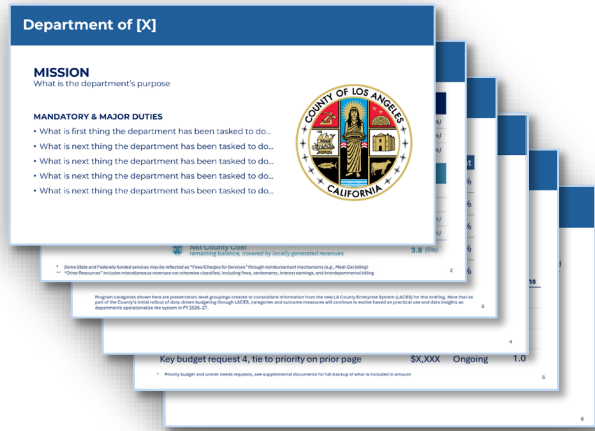 Department of [X]
MISSION
What is the department's purpose
MANDATORY & MAJOR DUTIES
• What is first thing the department has been tasked to do...
• What is next thing the department has been tasked to do...
• What is next thing the department has been tasked to do...
• What is next thing the department has been tasked to do...
• What is next thing the department has been tasked to do...
COUNTY OF LOS ANGELES
CALIFORNIA
Net County Cost
remaining balance, covered by locally generated revenues
3.8 (5%)
* Some State and Federally funded services may be reflected as "Fees/Charges for Services" through reimbursement mechanisms (e.g., Medi-Cal billing)
** "Other Resources" includes miscellaneous revenues not otherwise classified, including fines, settlements, interest earnings, and interdepartmental billing
2
Program categories shown here are presentation-level groupings created to consolidate information from the new LA County Enterprise System (LACES) for this briefing. Note that as
part of the County's initial rollout of data-driven budgeting through LACES, categories and outcome-measures will continue to evolve based on practical use and data insights as
departments operationalize the system in FY 2026-27.
3
4
Key budget request 4, tie to priority on prior page $X,XXX Ongoing 1.0
* Priority budget and unmet needs requests, see supplemental documents for full backup of what is included in amount
5
6